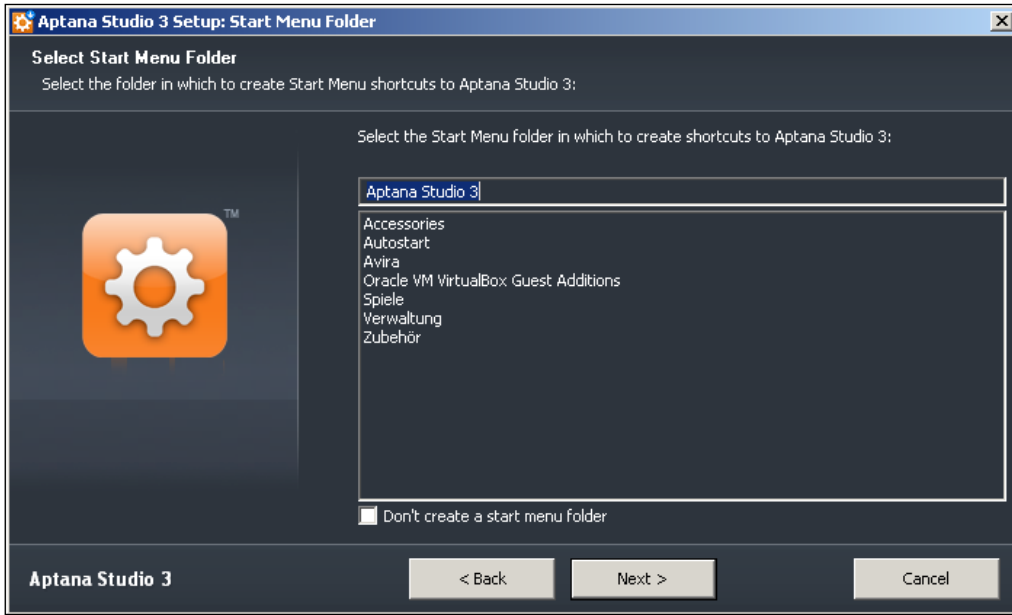 Aptana Studio 3 Setup: Start Menu Folder
Select Start Menu Folder
Select the folder in which to create Start Menu shortcuts to Aptana Studio 3:
Select the Start Menu folder in which to create shortcuts to Aptana Studio 3:
Aptana Studio 3
Accessories
Autostart
Avira
Oracle VM VirtualBox Guest Additions
Spiele
Verwaltung
Zubehör
TM
Don't create a start menu folder
Aptana Studio 3
< Back
Next >
Cancel